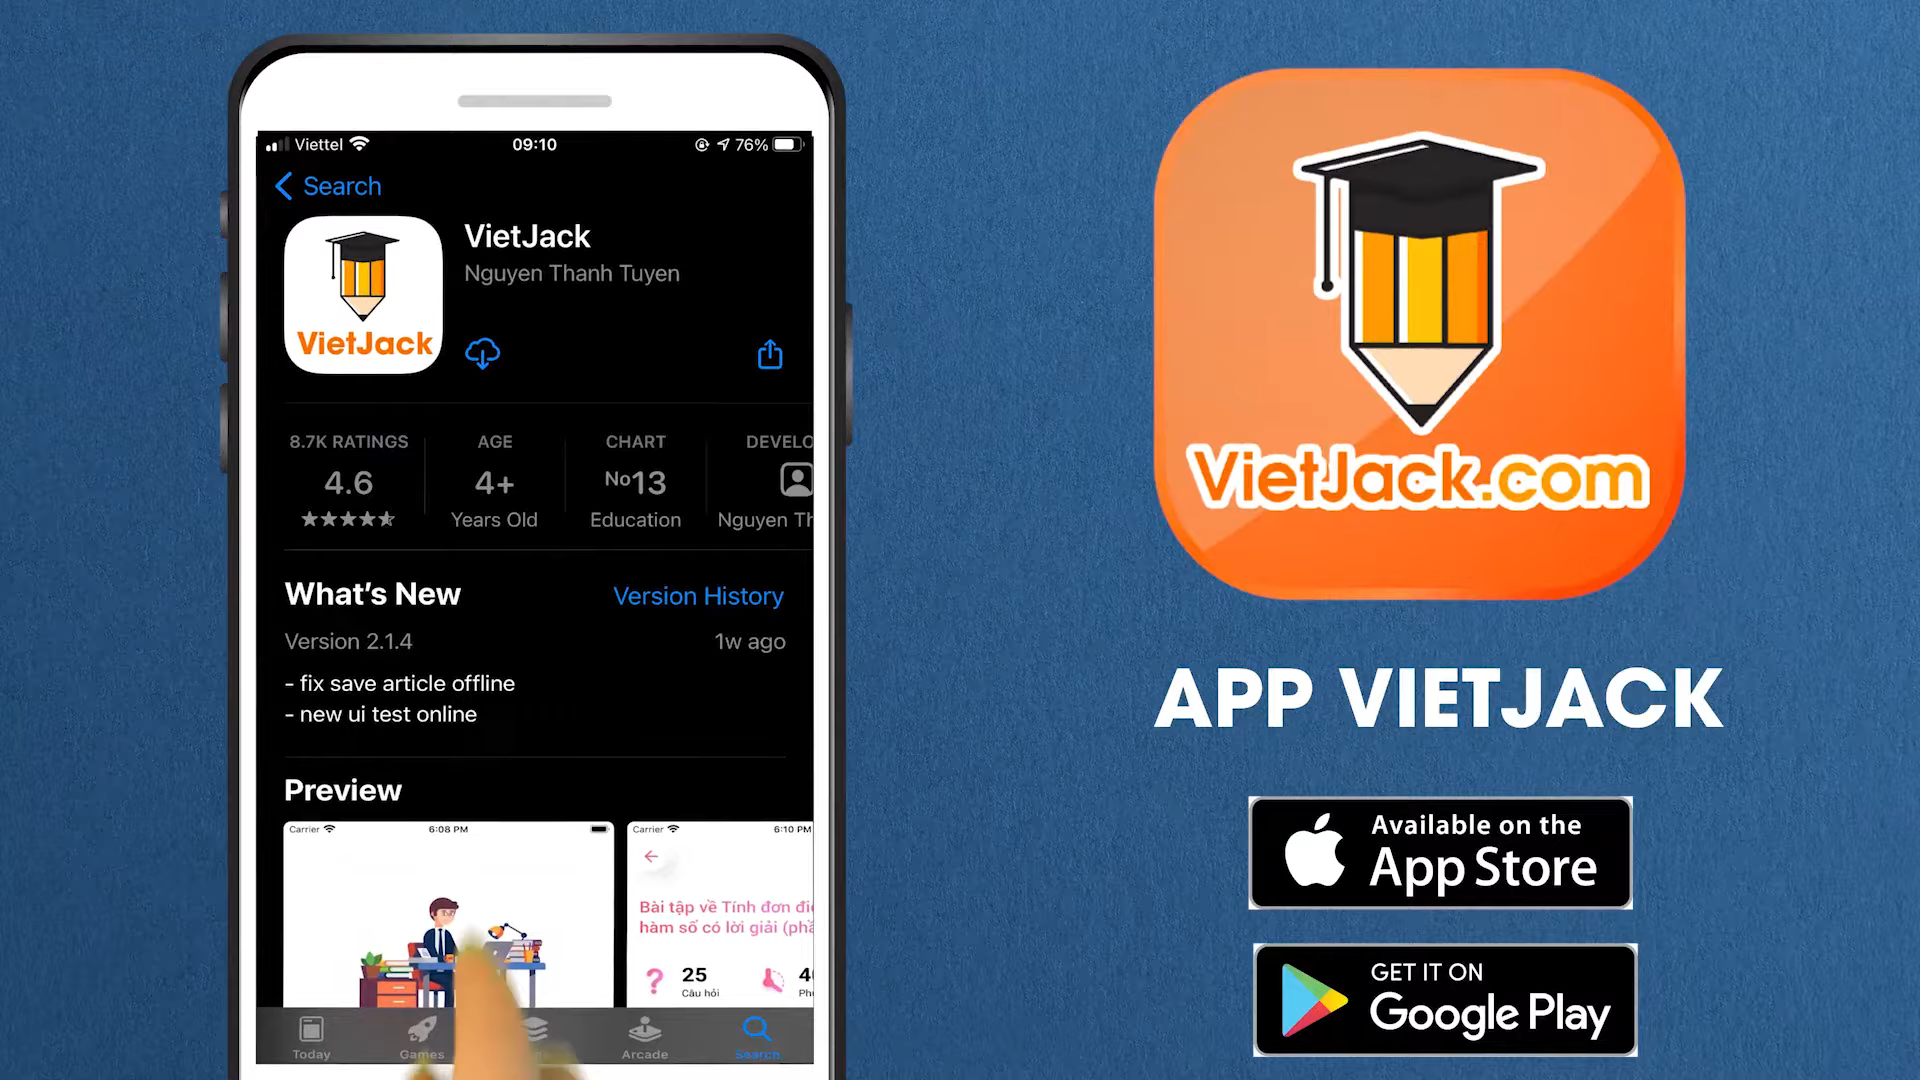 Viettel
09:10
76%
Search
VietJack
Nguyen Thanh Tuyen
VietJack
8.7K RATINGS
4.6
AGE
4+
Years Old
CHART
No13
Education
DEVELO
Nguyen Th
What's New
Version History
Version 2.1.4
1w ago
- fix save article offline
- new ui test online
Preview
Carrier
6:08 PM
Carrier
6:10 PM
Bài tập về Tính đơn đi
hàm số có lời giải (phầ
25
Câu hỏi
Today
Games
Arcade
Search
VietJack.com
APP VIETJACK
Available on the
App Store
GET IT ON
Google Play